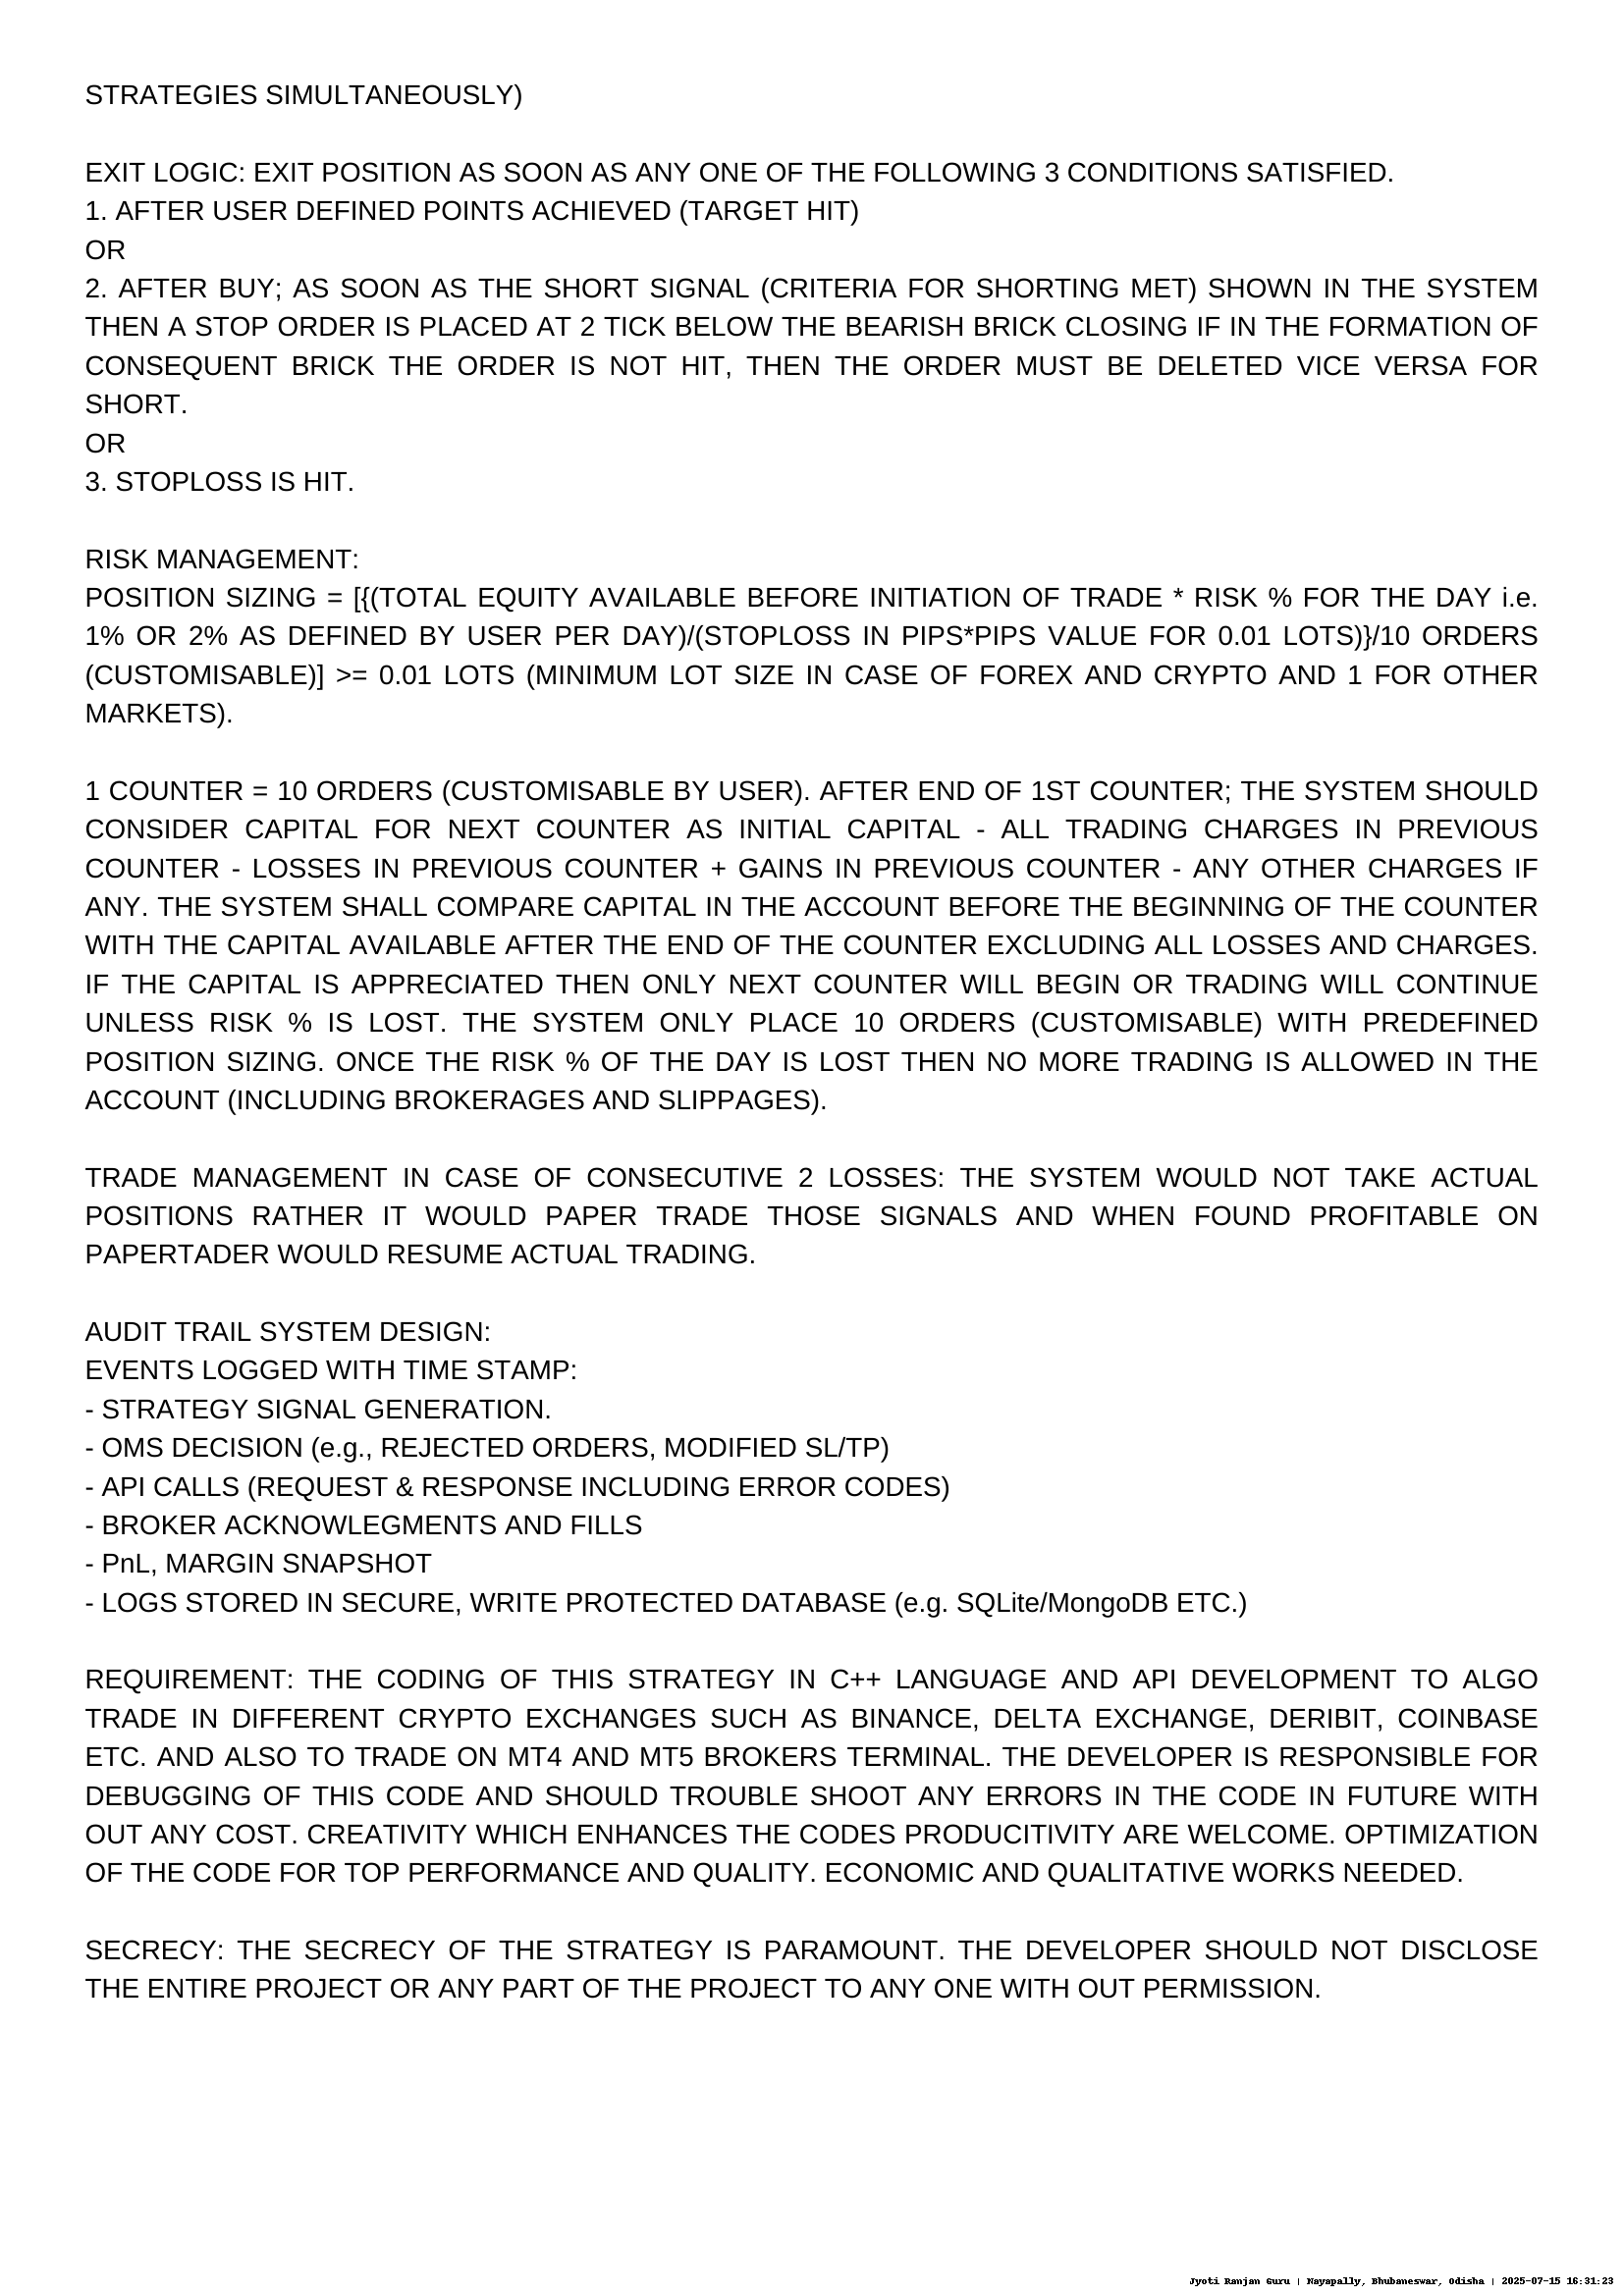 STRATEGIES SIMULTANEOUSLY)
EXIT LOGIC: EXIT POSITION AS SOON AS ANY ONE OF THE FOLLOWING 3 CONDITIONS SATISFIED.
1. AFTER USER DEFINED POINTS ACHIEVED (TARGET HIT)
OR
2. AFTER BUY; AS SOON AS THE SHORT SIGNAL (CRITERIA FOR SHORTING MET) SHOWN IN THE SYSTEM
THEN A STOP ORDER IS PLACED AT 2 TICK BELOW THE BEARISH BRICK CLOSING IF IN THE FORMATION OF
CONSEQUENT BRICK THE ORDER IS NOT HIT, THEN THE ORDER MUST BE DELETED VICE VERSA FOR
SHORT.
OR
3. STOPLOSS IS HIT.
RISK MANAGEMENT:
POSITION SIZING = [{(TOTAL EQUITY AVAILABLE BEFORE INITIATION OF TRADE * RISK % FOR THE DAY i.e.
1% OR 2% AS DEFINED BY USER PER DAY)/(STOPLOSS IN PIPS*PIPS VALUE FOR 0.01 LOTS)}/10 ORDERS
(CUSTOMISABLE)] >= 0.01 LOTS (MINIMUM LOT SIZE IN CASE OF FOREX AND CRYPTO AND 1 FOR OTHER
MARKETS).
1 COUNTER = 10 ORDERS (CUSTOMISABLE BY USER). AFTER END OF 1ST COUNTER; THE SYSTEM SHOULD
CONSIDER CAPITAL FOR NEXT COUNTER AS INITIAL CAPITAL - ALL TRADING CHARGES IN PREVIOUS
COUNTER - LOSSES IN PREVIOUS COUNTER + GAINS IN PREVIOUS COUNTER - ANY OTHER CHARGES IF
ANY. THE SYSTEM SHALL COMPARE CAPITAL IN THE ACCOUNT BEFORE THE BEGINNING OF THE COUNTER
WITH THE CAPITAL AVAILABLE AFTER THE END OF THE COUNTER EXCLUDING ALL LOSSES AND CHARGES.
IF THE CAPITAL IS APPRECIATED THEN ONLY NEXT COUNTER WILL BEGIN OR TRADING WILL CONTINUE
UNLESS RISK % IS LOST. THE SYSTEM ONLY PLACE 10 ORDERS (CUSTOMISABLE) WITH PREDEFINED
POSITION SIZING. ONCE THE RISK % OF THE DAY IS LOST THEN NO MORE TRADING IS ALLOWED IN THE
ACCOUNT (INCLUDING BROKERAGES AND SLIPPAGES).
TRADE MANAGEMENT IN CASE OF CONSECUTIVE 2 LOSSES: THE SYSTEM WOULD NOT TAKE ACTUAL
POSITIONS RATHER IT WOULD PAPER TRADE THOSE SIGNALS AND WHEN FOUND PROFITABLE ON
PAPERTADER WOULD RESUME ACTUAL TRADING.
AUDIT TRAIL SYSTEM DESIGN:
EVENTS LOGGED WITH TIME STAMP:
- STRATEGY SIGNAL GENERATION.
- OMS DECISION (e.g., REJECTED ORDERS, MODIFIED SL/TP)
- API CALLS (REQUEST & RESPONSE INCLUDING ERROR CODES)
- BROKER ACKNOWLEGMENTS AND FILLS
- PnL, MARGIN SNAPSHOT
- LOGS STORED IN SECURE, WRITE PROTECTED DATABASE (e.g. SQLite/MongoDB ETC.)
REQUIREMENT: THE CODING OF THIS STRATEGY IN C++ LANGUAGE AND API DEVELOPMENT TO ALGO
TRADE IN DIFFERENT CRYPTO EXCHANGES SUCH AS BINANCE, DELTA EXCHANGE, DERIBIT, COINBASE
ETC. AND ALSO TO TRADE ON MT4 AND MT5 BROKERS TERMINAL. THE DEVELOPER IS RESPONSIBLE FOR
DEBUGGING OF THIS CODE AND SHOULD TROUBLE SHOOT ANY ERRORS IN THE CODE IN FUTURE WITH
OUT ANY COST. CREATIVITY WHICH ENHANCES THE CODES PRODUCITIVITY ARE WELCOME. OPTIMIZATION
OF THE CODE FOR TOP PERFORMANCE AND QUALITY. ECONOMIC AND QUALITATIVE WORKS NEEDED.
SECRECY: THE SECRECY OF THE STRATEGY IS PARAMOUNT. THE DEVELOPER SHOULD NOT DISCLOSE
THE ENTIRE PROJECT OR ANY PART OF THE PROJECT TO ANY ONE WITH OUT PERMISSION.
Jyoti Ranjan Guru | Nayapally, Bhubaneswar, Odisha | 2025-07-15 16:31:23